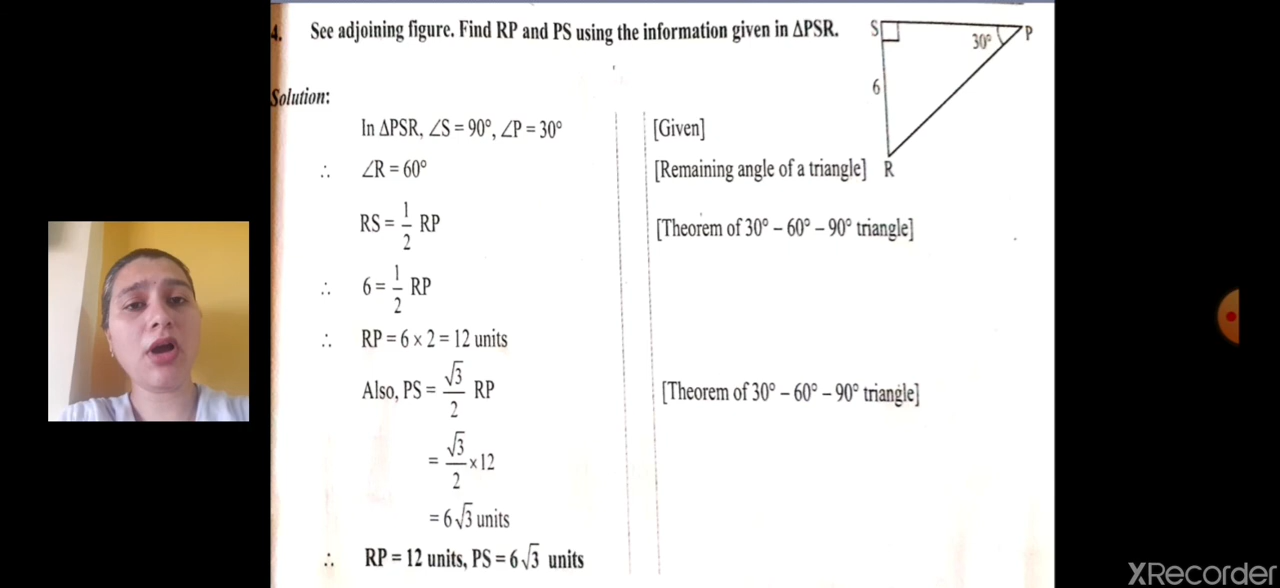 4. See adjoining figure. Find RP and PS using the information given in ΔPSR.
S
P
30°
6
R
Solution:
In ΔPSR, ∠S = 90°, ∠P = 30° [Given]
∴ ∠R = 60° [Remaining angle of a triangle]
RS = 1/2 RP [Theorem of 30° – 60° – 90° triangle]
∴ 6 = 1/2 RP
∴ RP = 6 × 2 = 12 units
Also, PS = √3/2 RP [Theorem of 30° – 60° – 90° triangle]
= √3/2 × 12
= 6√3 units
∴ RP = 12 units, PS = 6√3 units
XRecorder